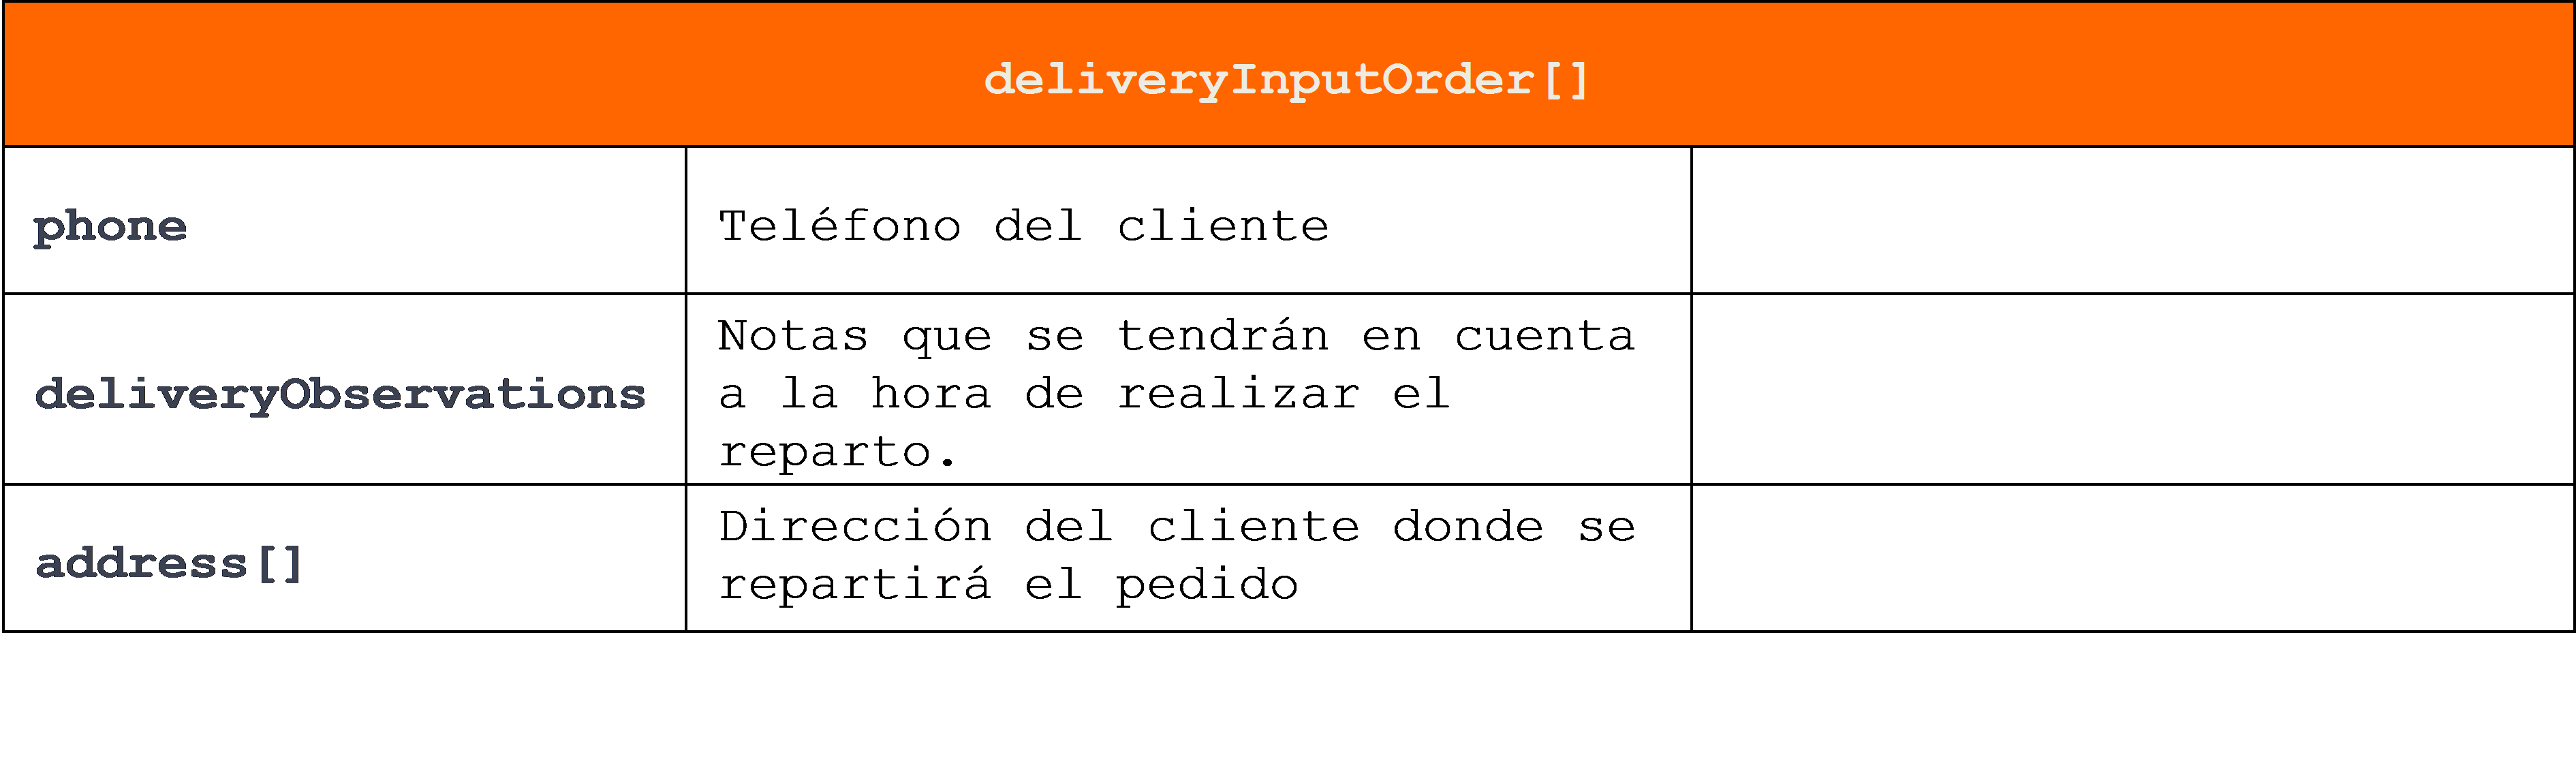 deliveryInputOrder[]
phone
Teléfono del cliente
deliveryObservations
Notas que se tendrán en cuenta
a la hora de realizar el
reparto.
address[]
Dirección del cliente donde se
repartirá el pedido